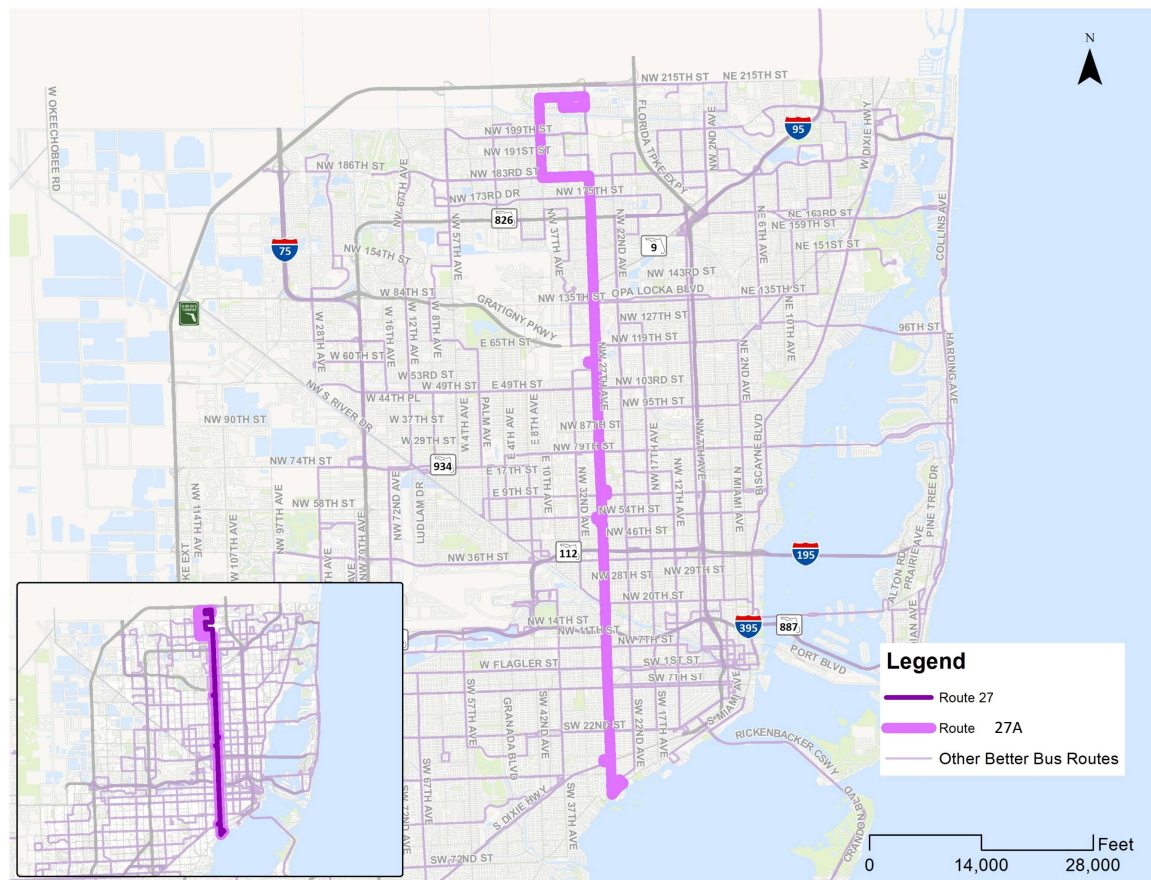 N
NW 215TH ST
NE 215TH ST
W OKEECHOBEE RD
FLORIDA TPKE-EXPY
NW 2ND AVE
95
W DIXIE HWY
NW 199TH ST
NW 191ST ST
NW 186TH ST
NW 183RD ST
NW 67TH AVE
NW 173RD DR
NW 175TH ST
NW 57TH AVE
826
NW 37TH AVE
NW 22ND AVE
9
NE 6TH AVE
NE 163RD ST
NE 159TH ST
NE 151ST ST
COLLINS AVE
75
NW 154TH ST
NW 143RD ST
W 84TH ST
GRATIGNY PKWY
NW 135TH ST
OPA LOCKA BLVD
NE 135TH ST
NW 127TH ST
W 28TH AVE
W 16TH AVE
W 12TH AVE
W 8TH AVE
E 65TH ST
NW 119TH ST
NE 10TH AVE
96TH ST
W 60TH ST
NE 2ND AVE
HARDING AVE
W 53RD ST
W 49TH ST
E 49TH ST
NW 27TH AVE
NW 103RD ST
NW S RIVER DR
W 44TH PL
NW 95TH ST
NW 90TH ST
W 37TH ST
W 4TH AVE
PALM AVE
E 4TH AVE
E 8TH AVE
NW 87TH ST
NW 79TH ST
W 29TH ST
BISCAYNE BLVD
NW 74TH ST
934
E 17TH ST
E 10TH AVE
NW 32ND AVE
NW 17TH AVE
NW 12TH AVE
NW 7TH AVE
N MIAMI AVE
E 9TH ST
NW 58TH ST
NW 72ND AVE
LUDLAM DR
NW 54TH ST
NW 46TH ST
PINE TREE DR
NW 114TH AVE
NW 107TH AVE
NW 97TH AVE
NW 79TH AVE
NW 36TH ST
112
195
ALTON RD
PRAIRIE AVE
KE EXT
TH AVE
AVE
NW 28TH ST
NW 29TH ST
NW 20TH ST
NW 14TH ST
NW 11TH ST
NW 7TH ST
395
887
IAN AVE
PORT BLVD
W FLAGLER ST
SW 1ST ST
SW 7TH ST
SW 57TH AVE
GRANADA BLVD
SW 42ND AVE
SW 22ND ST
SW 22ND AVE
SW 17TH AVE
S MIAMI AVE
RICKENBACKER CSWY
SW 67TH AVE
SW 72ND AVE
S DIXIE HWY
SW 37TH AVE
SW 72ND ST
CRANDON BLVD
Legend
Route 27
Route 27A
Other Better Bus Routes
Feet
0 14,000 28,000